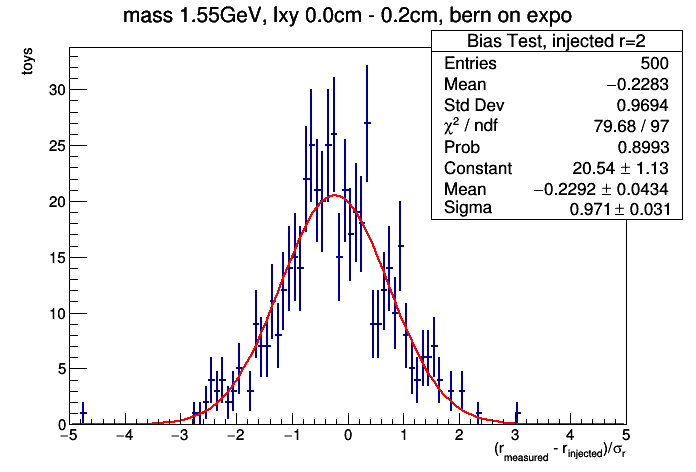 mass 1.55GeV, lxy 0.0cm - 0.2cm, bern on expo
Bias Test, injected r=2
Entries 500
Mean −0.2283
Std Dev 0.9694
χ² / ndf 79.68 / 97
Prob 0.8993
Constant 20.54 ± 1.13
Mean −0.2292 ± 0.0434
Sigma 0.971 ± 0.031
toys
30
25
20
15
10
5
0
−5 −4 −3 −2 −1 0 1 2 3 4 5
(r_measured - r_injected)/σ_r